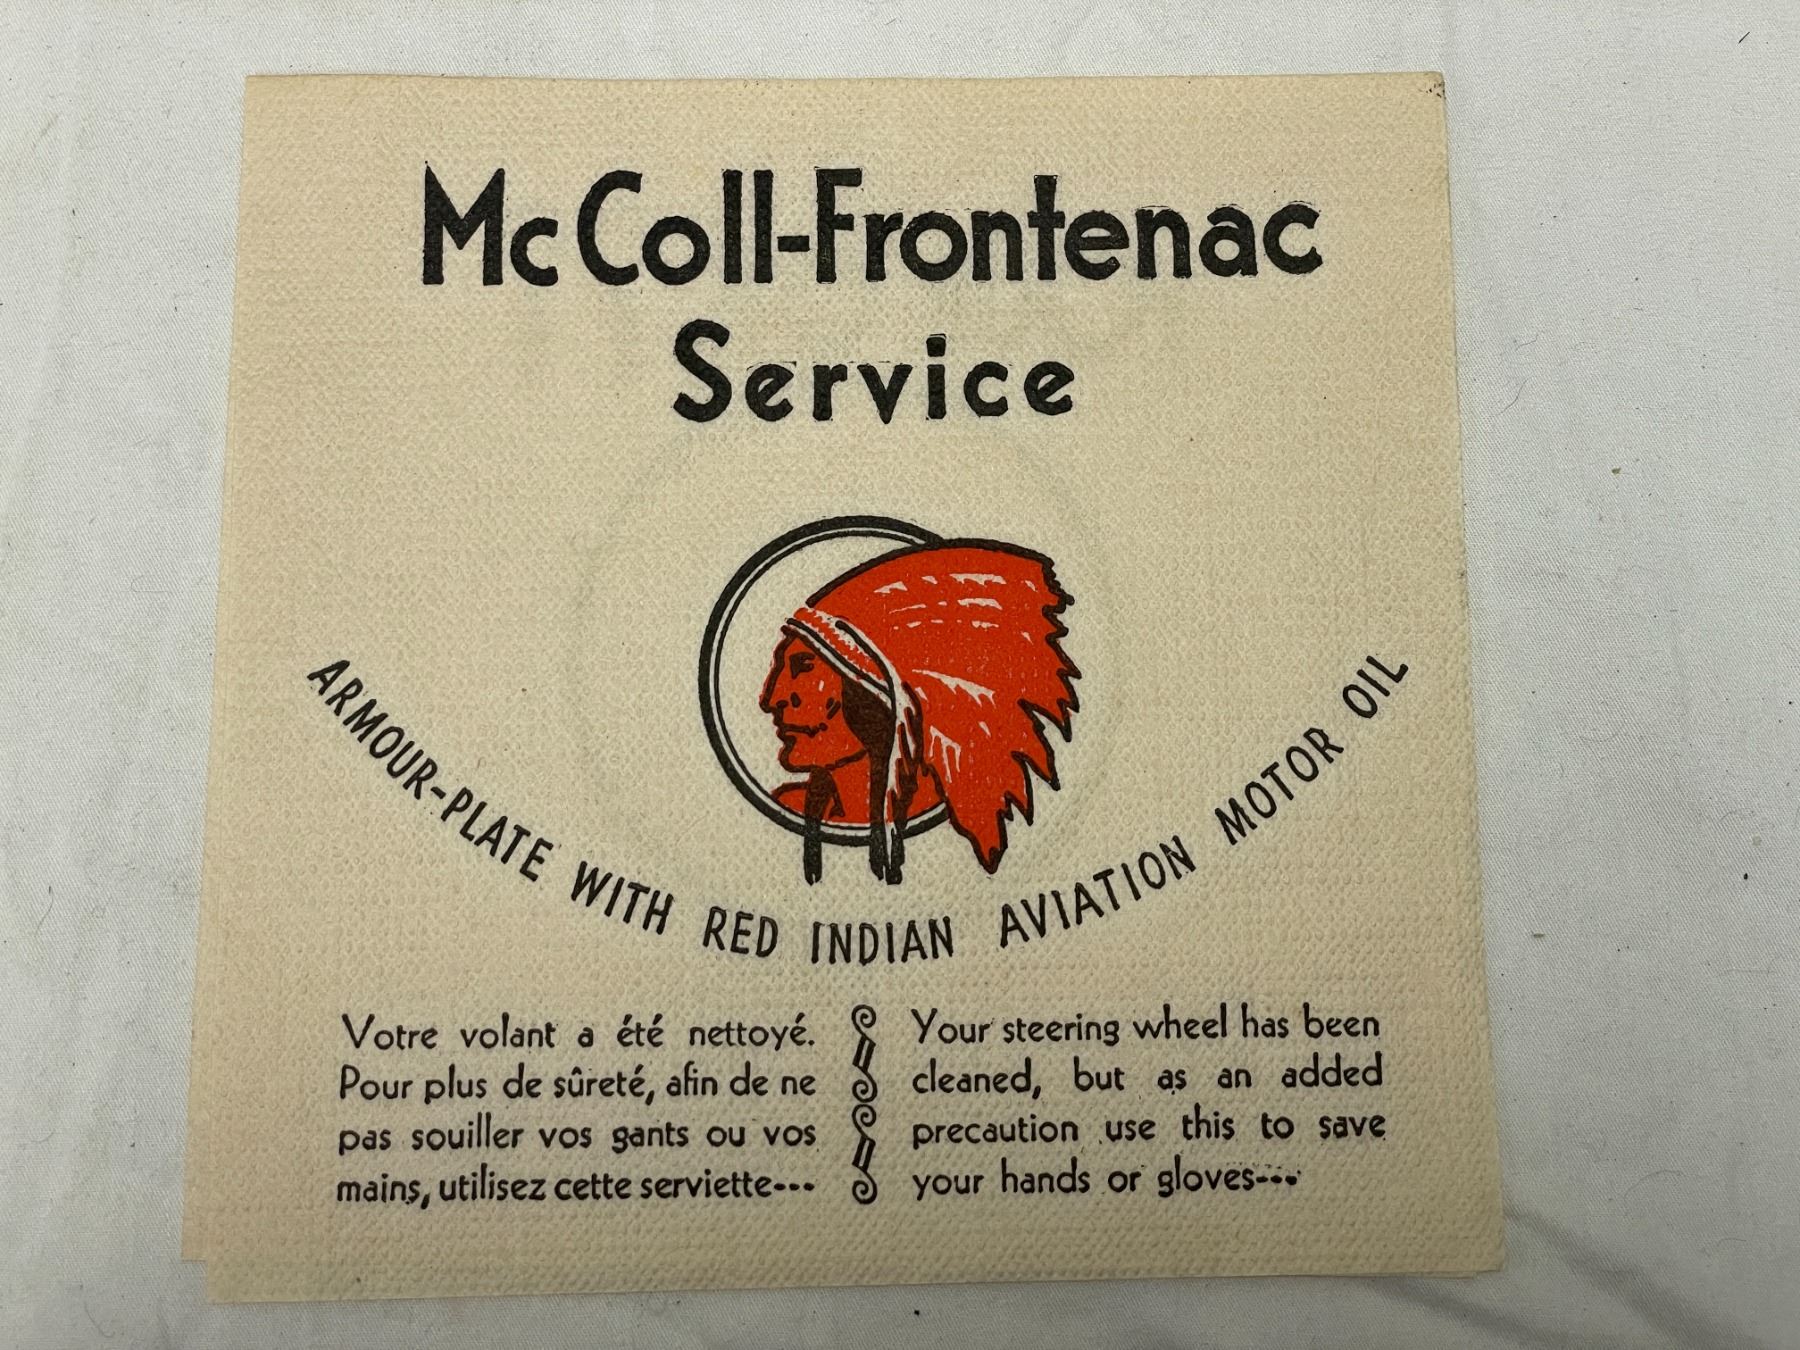 McColl-Frontenac
Service
ARMOUR-PLATE WITH RED INDIAN AVIATION MOTOR OIL
Votre volant a été nettoyé.
Pour plus de sûreté, afin de ne
pas souiller vos gants ou vos
mains, utilisez cette serviette---
Your steering wheel has been
cleaned, but as an added
precaution use this to save
your hands or gloves---